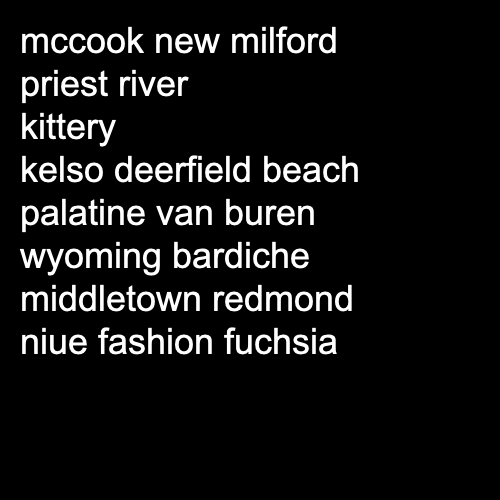 mccook new milford
priest river
kittery
kelso deerfield beach
palatine van buren
wyoming bardiche
middletown redmond
niue fashion fuchsia